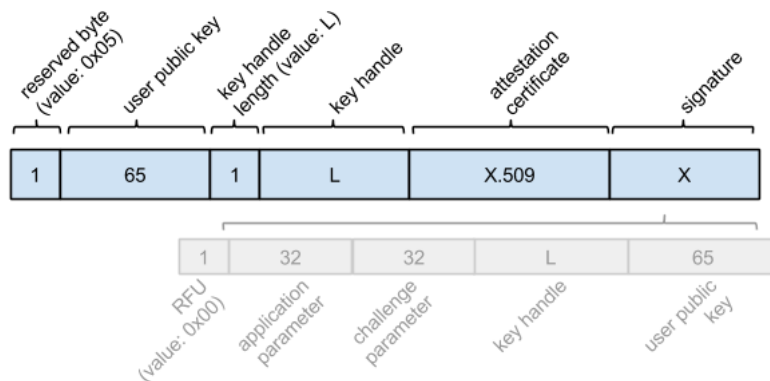 reserved byte
(value: 0x05)
user public key
key handle
length (value: L)
key handle
attestation
certificate
signature
1 65 1 L X.509 X
1 32 32 L 65
RFU
(value: 0x00)
application
parameter
challenge
parameter
key handle
user public
key